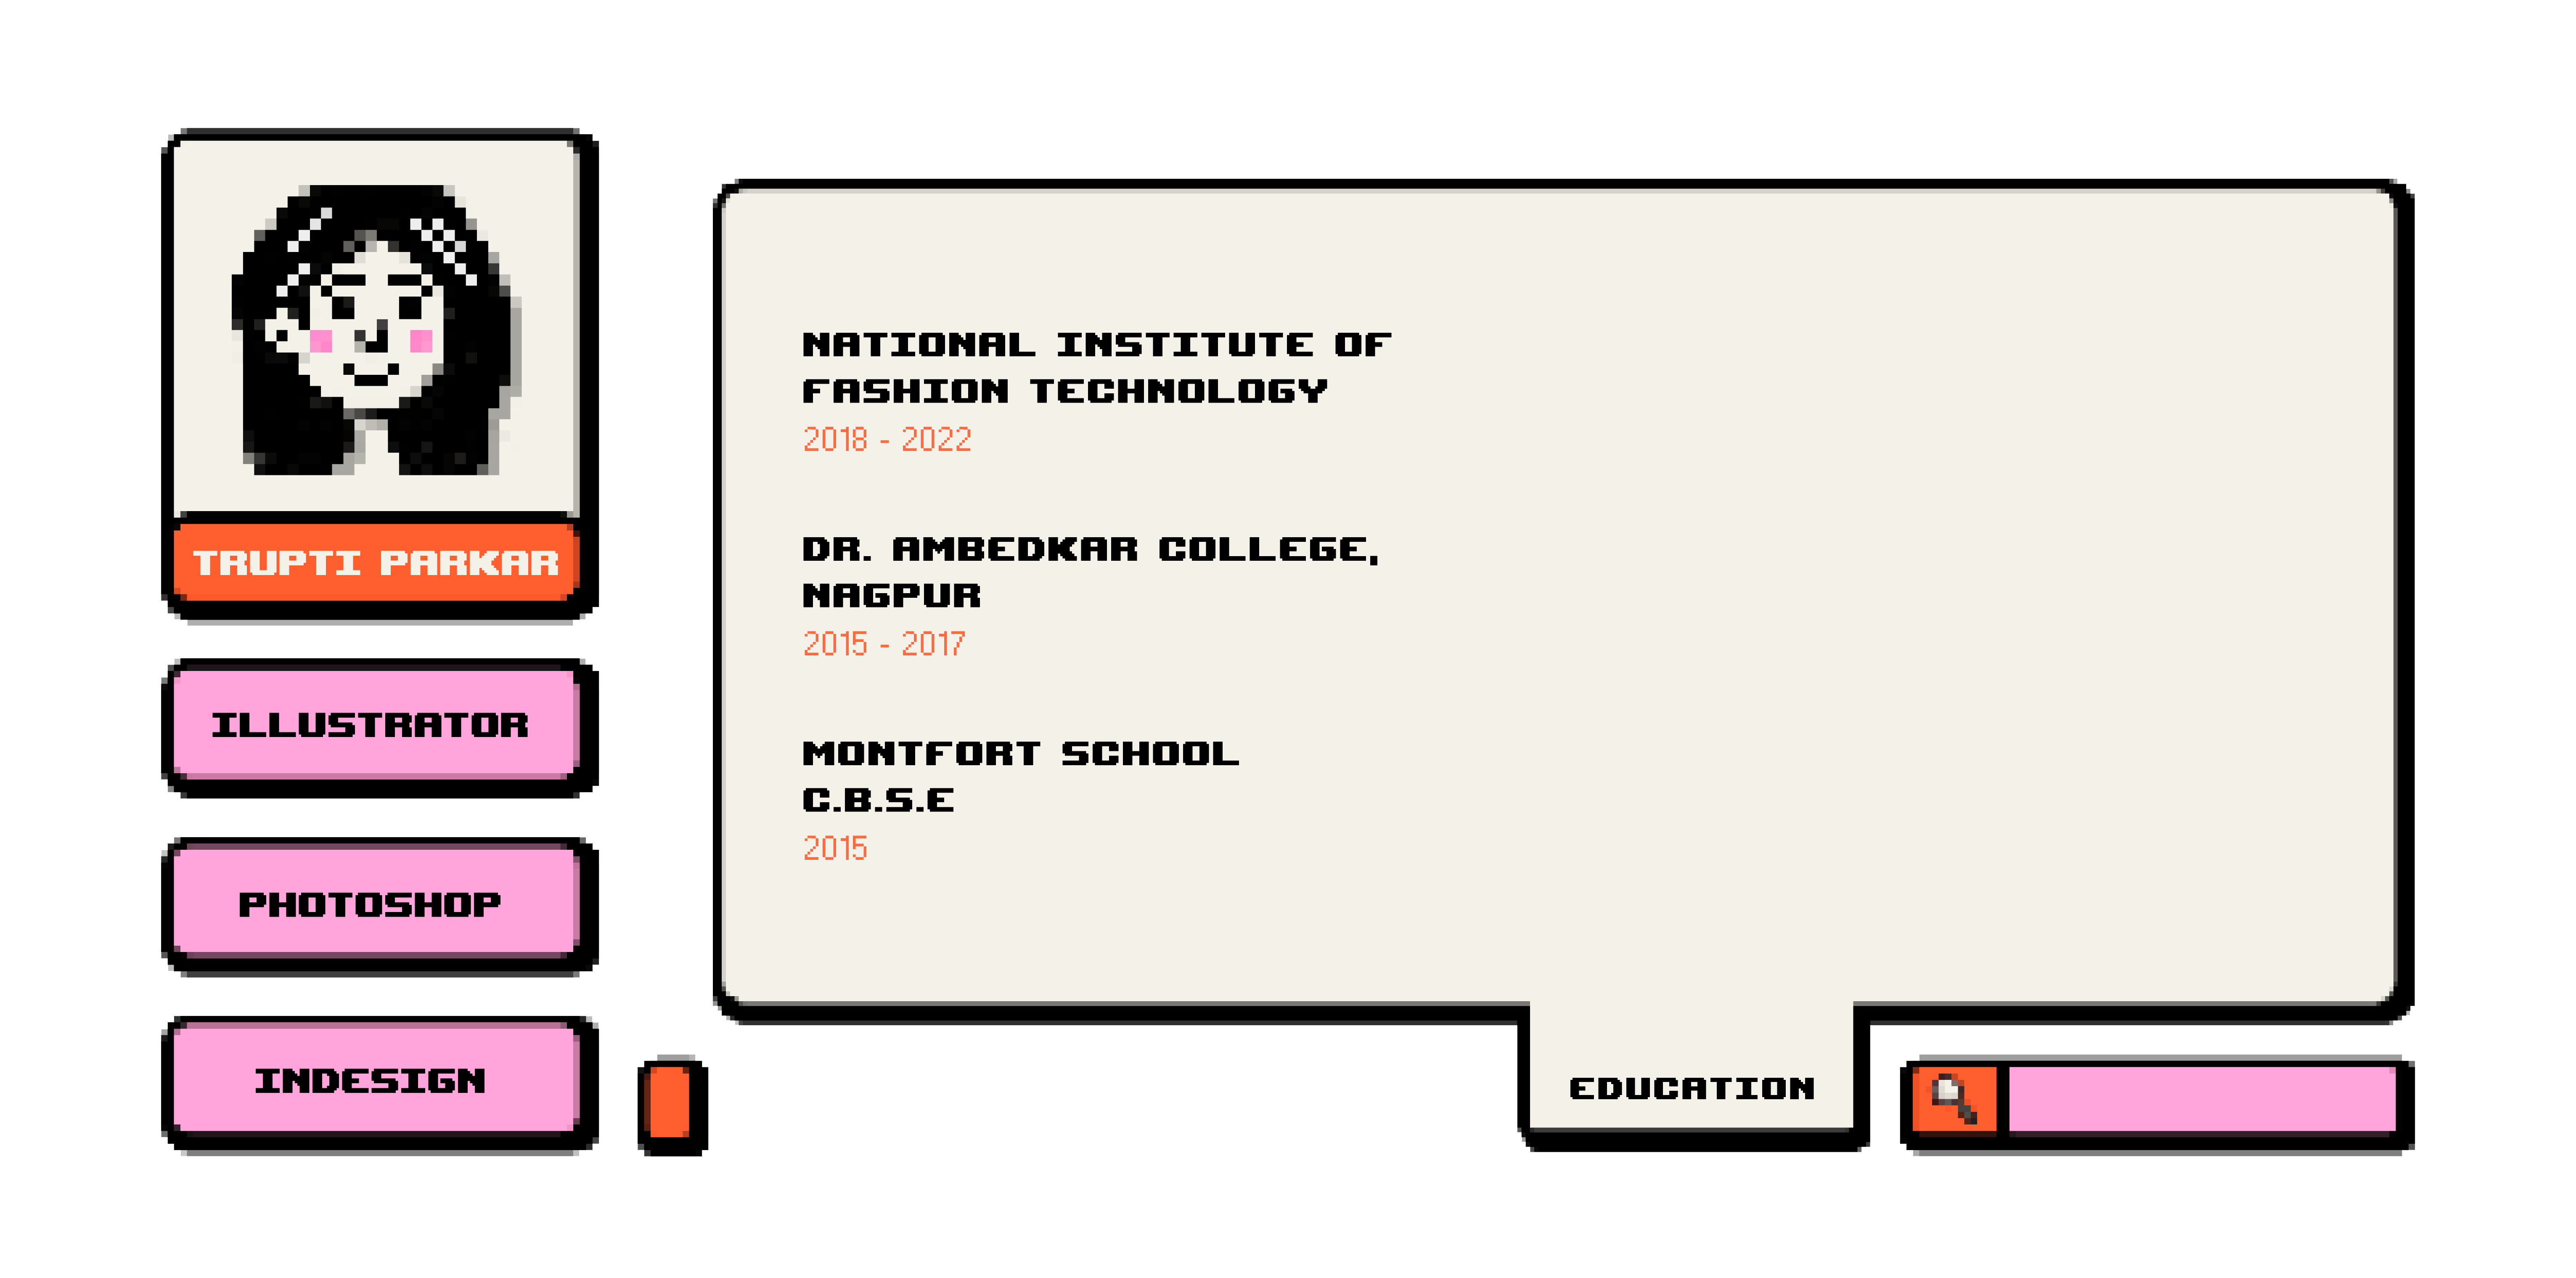 TRUPTI PARKAR
ILLUSTRATOR
PHOTOSHOP
INDESIGN
NATIONAL INSTITUTE OF
FASHION TECHNOLOGY
2018 - 2022
DR. AMBEDKAR COLLEGE,
NAGPUR
2015 - 2017
MONTFORT SCHOOL
C.B.S.E
2015
EDUCATION